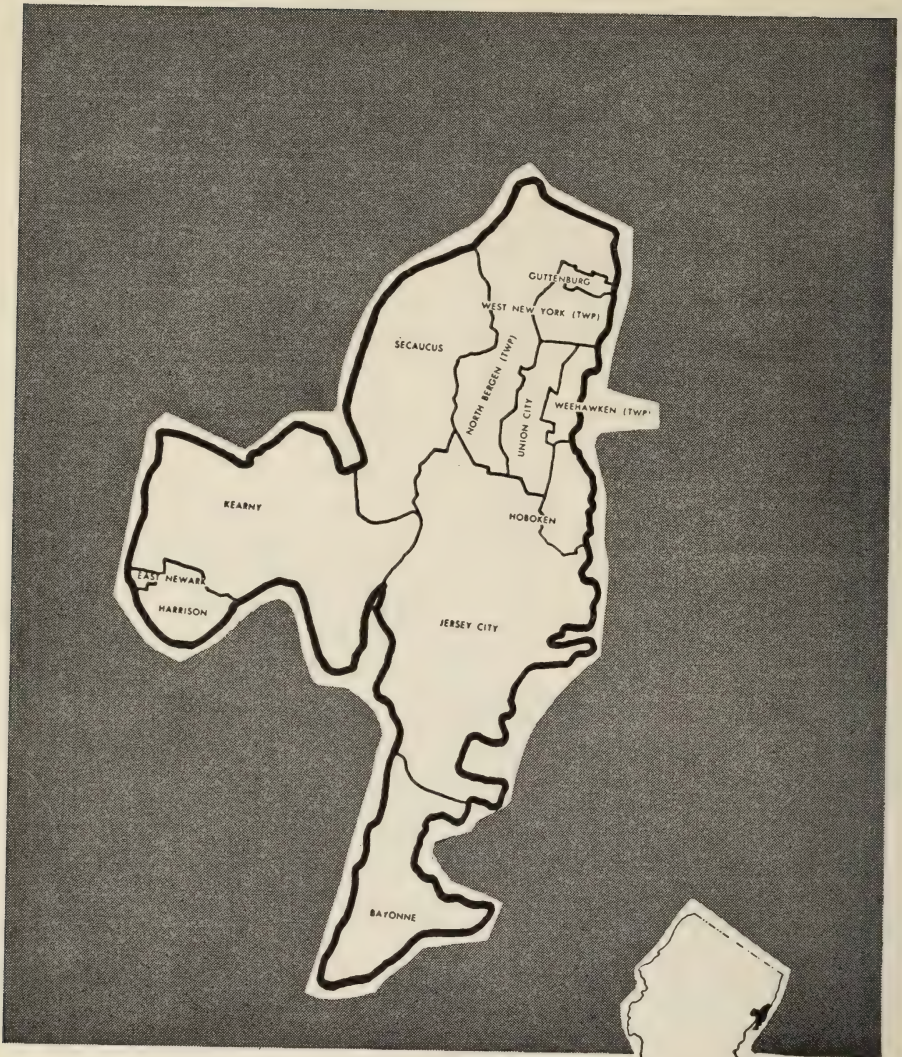 GUTTENBURG
WEST NEW YORK (TWP)
SECAUCUS
NORTH BERGEN (TWP)
UNION CITY
WEEHAWKEN (TWP'
KEARNY
HOBOKEN
EAST NEWARK
HARRISON
JERSEY CITY
BAYONNE